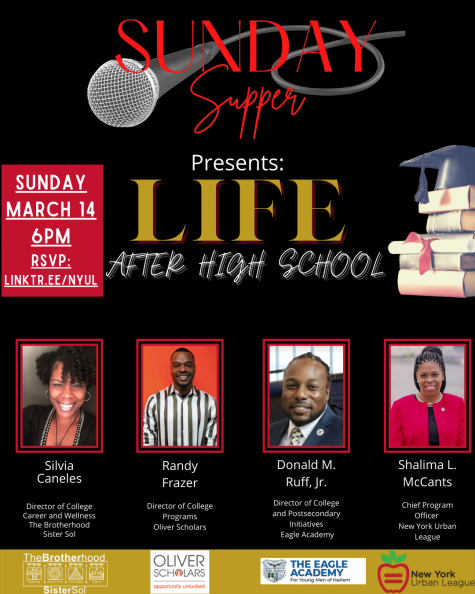 SUNDAY
Supper
Presents:
SUNDAY
MARCH 14
6PM
RSVP:
LINKTR.EE/NYUL
LIFE
AFTER HIGH SCHOOL
Silvia
Caneles
Director of College
Career and Wellness
The Brotherhood
Sister Sol
Randy
Frazer
Director of College
Programs
Oliver Scholars
Donald M.
Ruff, Jr.
Director of College
and Postsecondary
Initiatives
Eagle Academy
Shalima L.
McCants
Chief Program
Officer
New York Urban
League
TheBrotherhood
SisterSol
OLIVER
SCHOLARS
opportunity unlocked
THE EAGLE
ACADEMY
For Young Men of Harlem
New York
Urban League